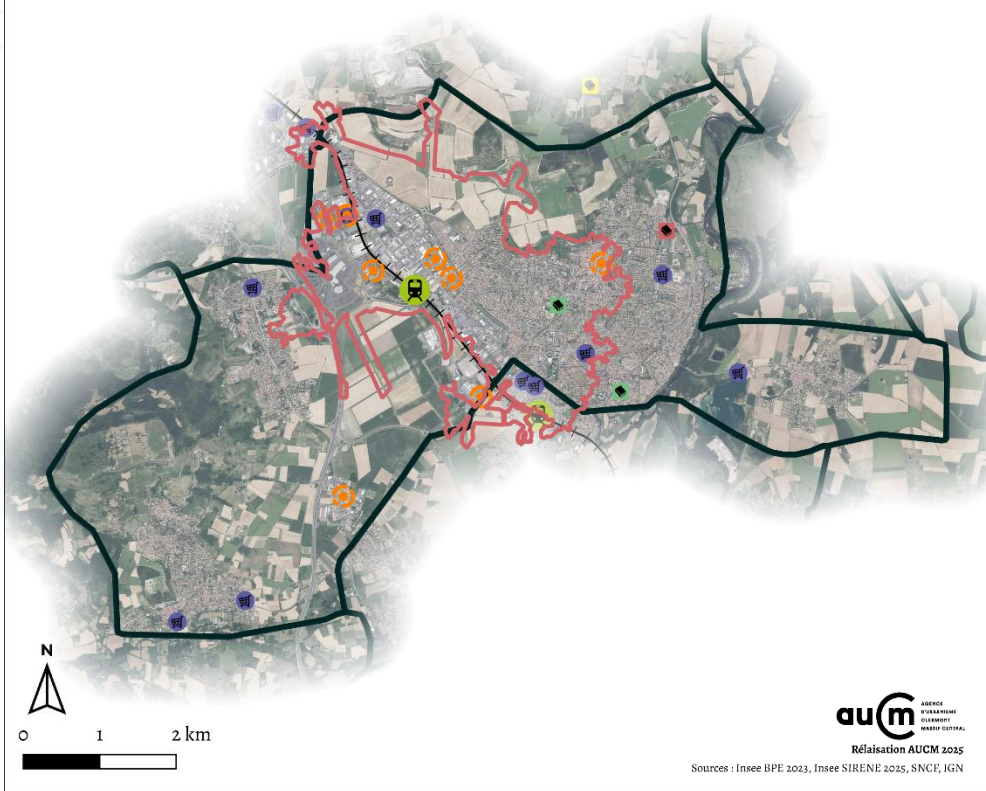 N
0 1 2 km
auCm
AGENCE
D'URBANISME
CLERMONT
MASSIF CENTRAL
Rélaisation AUCM 2025
Sources : Insee BPE 2023, Insee SIRENE 2025, SNCF, IGN